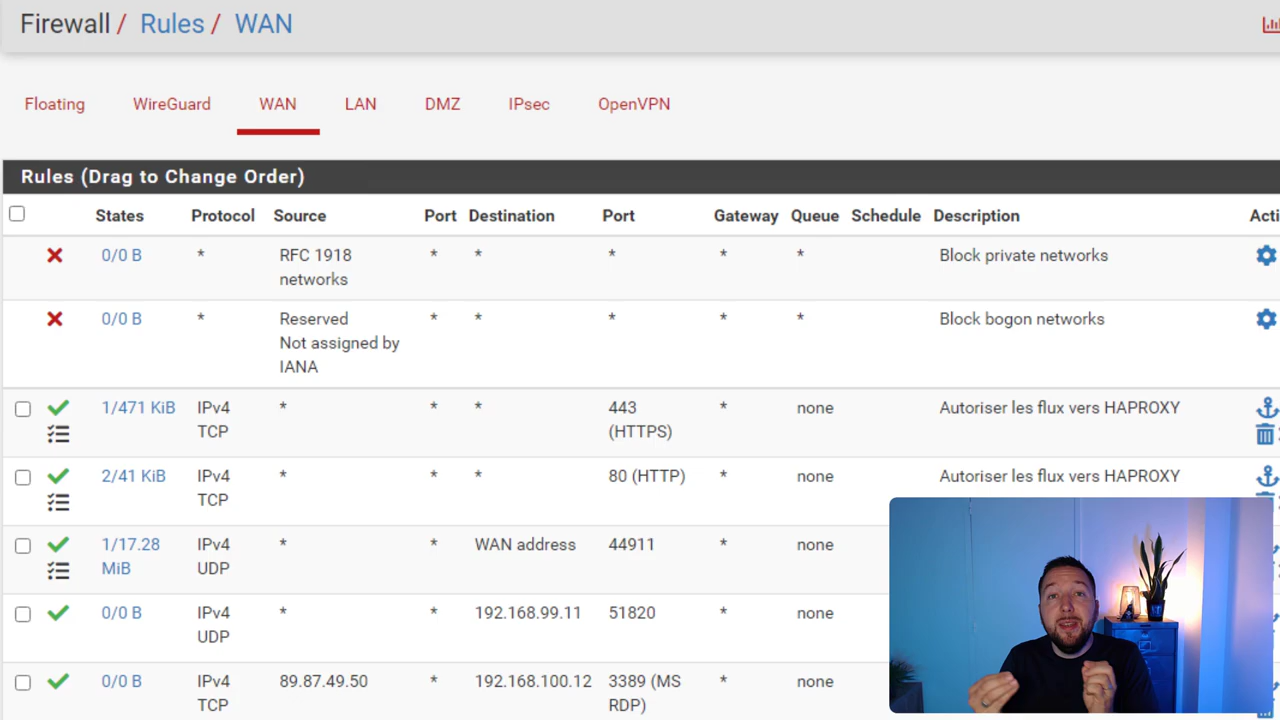 Firewall / Rules / WAN
Floating WireGuard WAN LAN DMZ IPsec OpenVPN
Rules (Drag to Change Order)
States Protocol Source Port Destination Port Gateway Queue Schedule Description Acti
0/0 B * RFC 1918 * * * * * Block private networks
networks
0/0 B * Reserved * * * * * Block bogon networks
Not assigned by
IANA
1/471 KiB IPv4 * * * 443 * none Autoriser les flux vers HAPROXY
TCP (HTTPS)
2/41 KiB IPv4 * * * 80 (HTTP) * none Autoriser les flux vers HAPROXY
TCP
1/17.28 IPv4 * * WAN address 44911 * none
MiB UDP
0/0 B IPv4 * * 192.168.99.11 51820 * none
UDP
0/0 B IPv4 89.87.49.50 * 192.168.100.12 3389 (MS * none
TCP RDP)